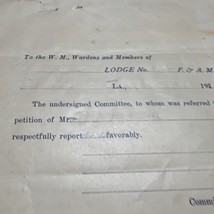 To the W. M., Wardens and Members of
LODGE No. F. & A. M
La., 192
The undersigned Committee, to whom was referred
petition of Mr.
respectfully report favorably.
Commi